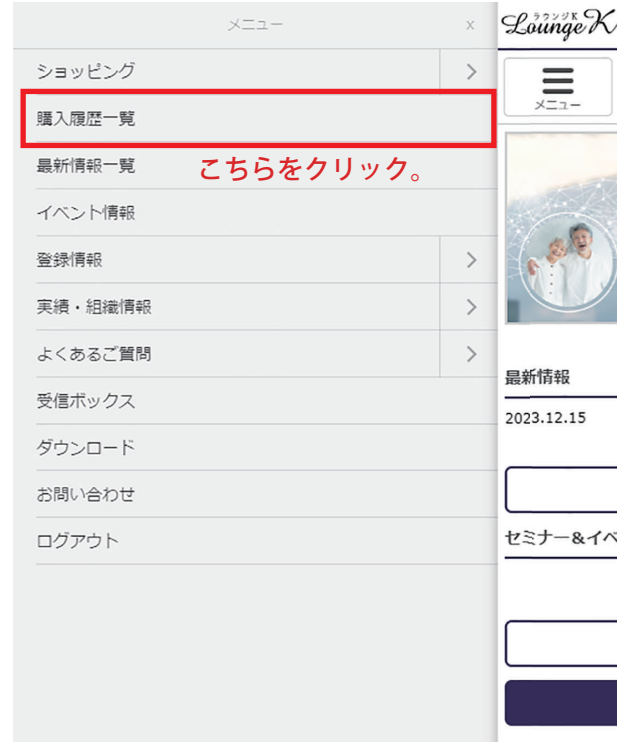 メニュー
x
ショッピング
購入履歴一覧
最新情報一覧
こちらをクリック。
イベント情報
登録情報
実績・組織情報
よくあるご質問
受信ボックス
ダウンロード
お問い合わせ
ログアウト
ラウンジK
Lounge K
メニュー
最新情報
2023.12.15
セミナー&イベ